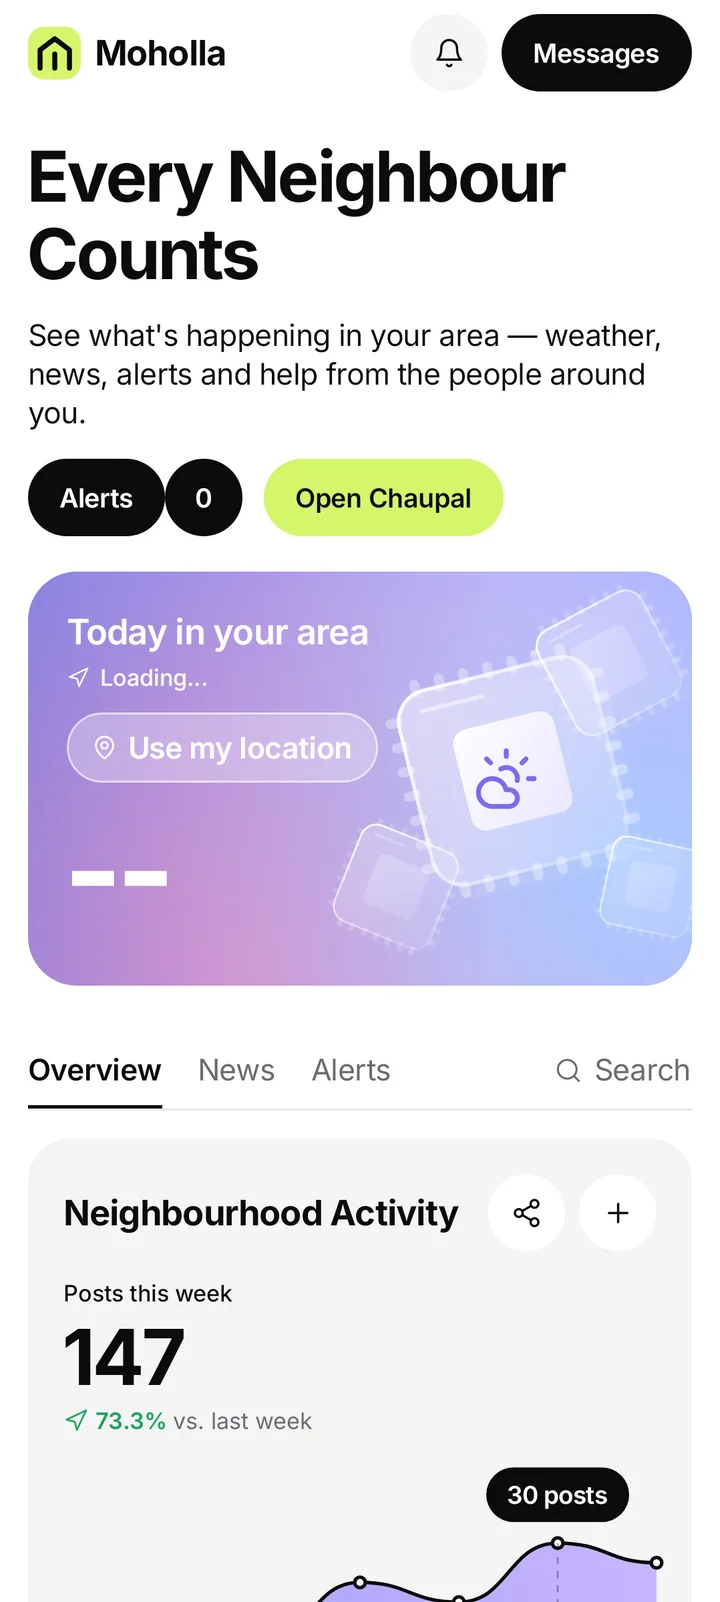 Moholla
Messages
Every Neighbour
Counts
See what's happening in your area — weather,
news, alerts and help from the people around
you.
Alerts
0
Open Chaupal
Today in your area
Loading...
Use my location
Overview
News
Alerts
Search
Neighbourhood Activity
Posts this week
147
73.3% vs. last week
30 posts